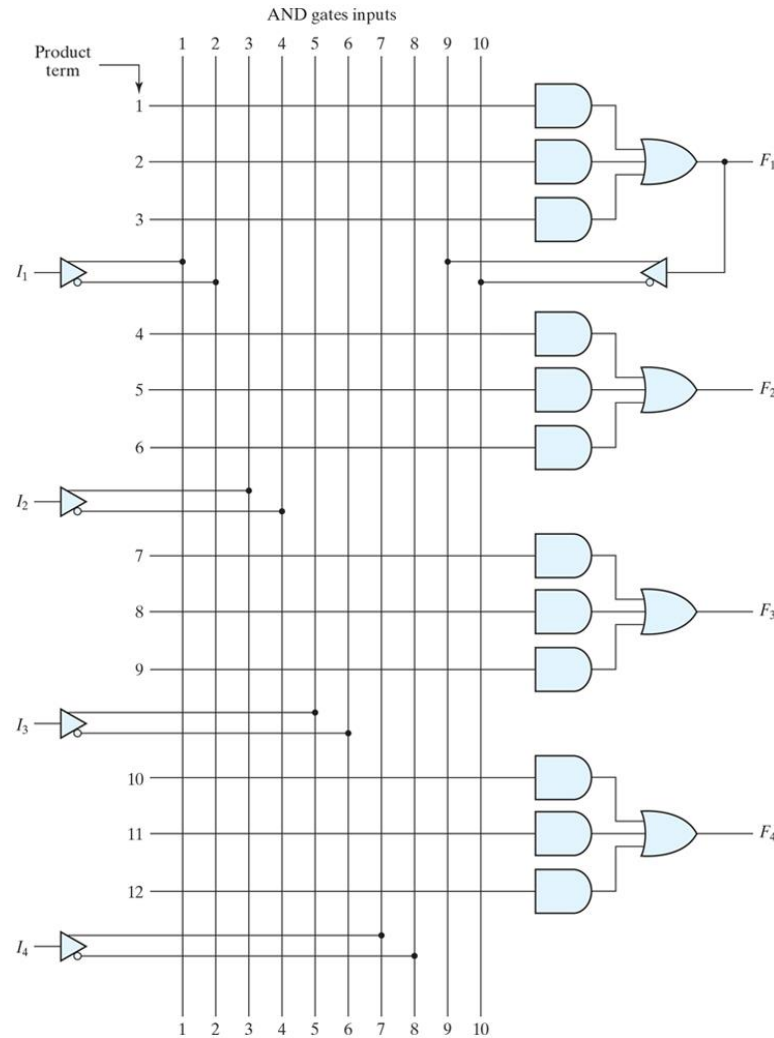 AND gates inputs
1 2 3 4 5 6 7 8 9 10
Product
term
1
2
F₁
3
I₁
4
5
F₂
6
I₂
7
8
F₃
9
I₃
10
11
F₄
12
I₄
1 2 3 4 5 6 7 8 9 10